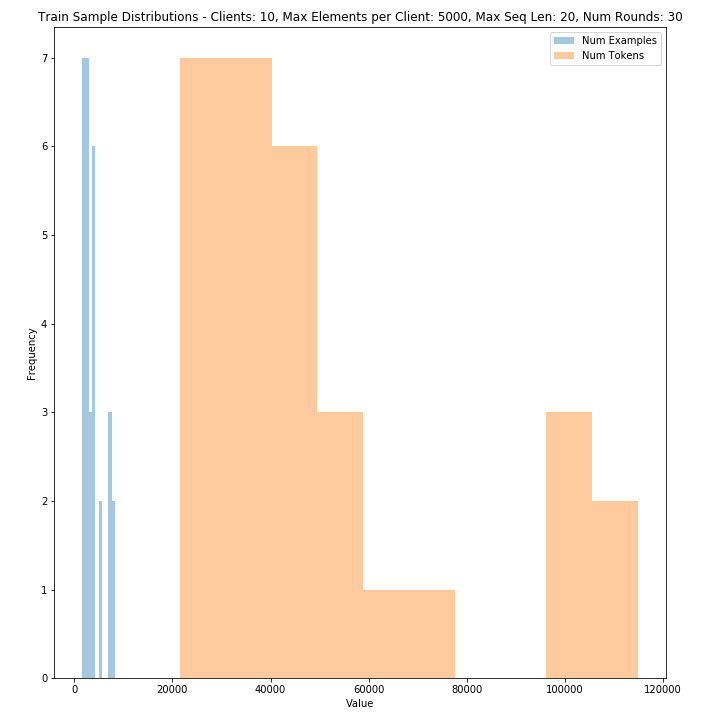 Train Sample Distributions - Clients: 10, Max Elements per Client: 5000, Max Seq Len: 20, Num Rounds: 30
Num Examples
Num Tokens
7
6
5
4
3
2
1
0
Frequency
0 20000 40000 60000 80000 100000 120000
Value